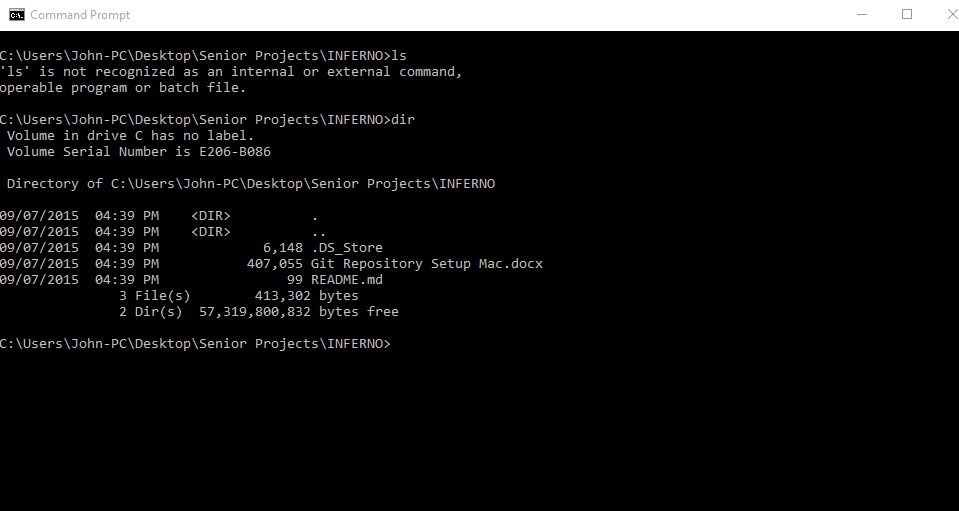 Command Prompt
C:\Users\John-PC\Desktop\Senior Projects\INFERNO>ls
'ls' is not recognized as an internal or external command,
operable program or batch file.
C:\Users\John-PC\Desktop\Senior Projects\INFERNO>dir
Volume in drive C has no label.
Volume Serial Number is E206-B086
Directory of C:\Users\John-PC\Desktop\Senior Projects\INFERNO
09/07/2015  04:39 PM    <DIR>          .
09/07/2015  04:39 PM    <DIR>          ..
09/07/2015  04:39 PM             6,148 .DS_Store
09/07/2015  04:39 PM           407,055 Git Repository Setup Mac.docx
09/07/2015  04:39 PM                99 README.md
3 File(s)        413,302 bytes
2 Dir(s)  57,319,800,832 bytes free
C:\Users\John-PC\Desktop\Senior Projects\INFERNO>